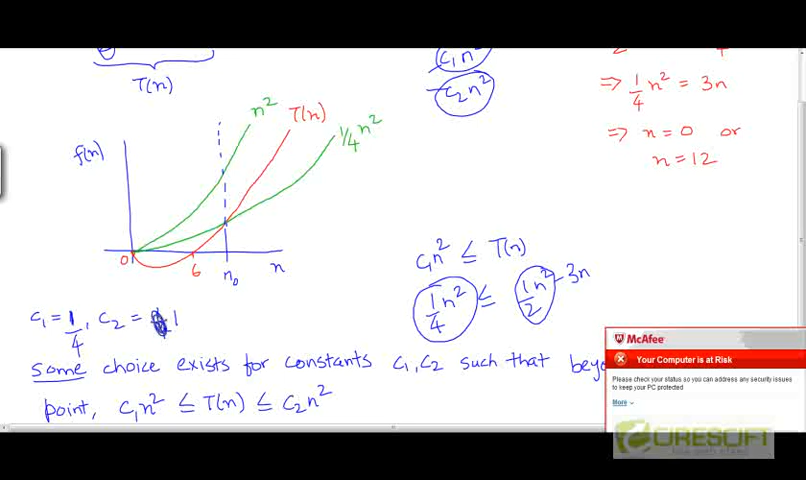 T(n)
c₁n²
c₂n²
⇒ 1/4 n² = 3n
⇒ n = 0 or
n = 12
f(n)
n²
T(n)
1/4 n²
0
6
n₀
n
c₁n² ≤ T(n)
1/4 n² ≤ 1/2 n² - 3n
c₁ = 1/4, c₂ = 1
Some choice exists for constants c₁, c₂ such that
point, c₁n² ≤ T(n) ≤ c₂n²
McAfee
Your Computer is at Risk
Please check your status so you can address any security issues
to keep your PC protected
More